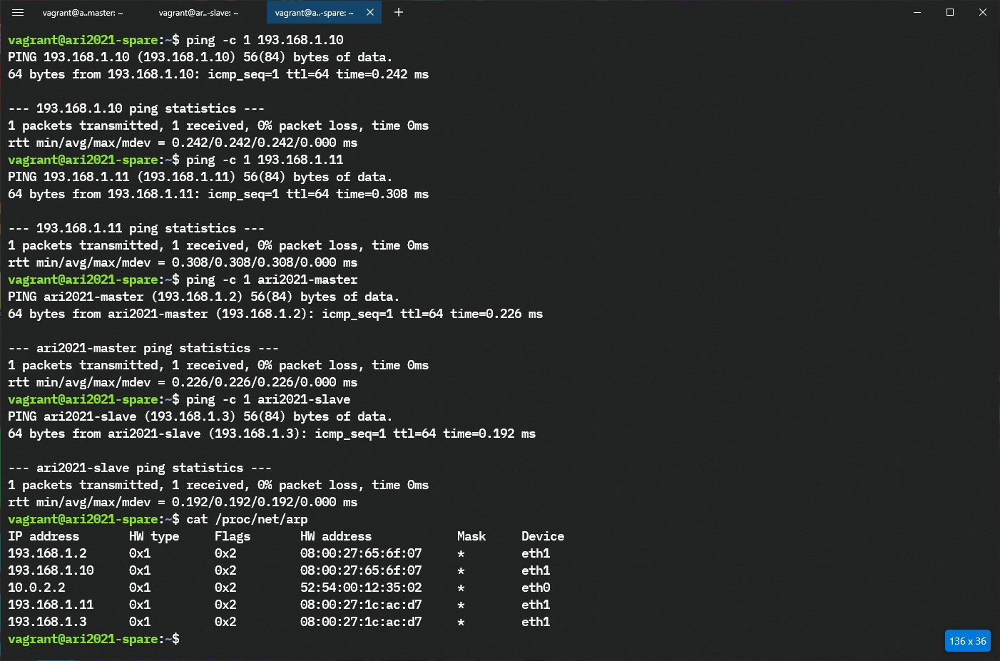 vagrant@a..master: ~ vagrant@ar..-slave: ~ vagrant@a..-spare: ~
vagrant@ari2021-spare:~$ ping -c 1 193.168.1.10
PING 193.168.1.10 (193.168.1.10) 56(84) bytes of data.
64 bytes from 193.168.1.10: icmp_seq=1 ttl=64 time=0.242 ms

--- 193.168.1.10 ping statistics ---
1 packets transmitted, 1 received, 0% packet loss, time 0ms
rtt min/avg/max/mdev = 0.242/0.242/0.242/0.000 ms
vagrant@ari2021-spare:~$ ping -c 1 193.168.1.11
PING 193.168.1.11 (193.168.1.11) 56(84) bytes of data.
64 bytes from 193.168.1.11: icmp_seq=1 ttl=64 time=0.308 ms

--- 193.168.1.11 ping statistics ---
1 packets transmitted, 1 received, 0% packet loss, time 0ms
rtt min/avg/max/mdev = 0.308/0.308/0.308/0.000 ms
vagrant@ari2021-spare:~$ ping -c 1 ari2021-master
PING ari2021-master (193.168.1.2) 56(84) bytes of data.
64 bytes from ari2021-master (193.168.1.2): icmp_seq=1 ttl=64 time=0.226 ms

--- ari2021-master ping statistics ---
1 packets transmitted, 1 received, 0% packet loss, time 0ms
rtt min/avg/max/mdev = 0.226/0.226/0.226/0.000 ms
vagrant@ari2021-spare:~$ ping -c 1 ari2021-slave
PING ari2021-slave (193.168.1.3) 56(84) bytes of data.
64 bytes from ari2021-slave (193.168.1.3): icmp_seq=1 ttl=64 time=0.192 ms

--- ari2021-slave ping statistics ---
1 packets transmitted, 1 received, 0% packet loss, time 0ms
rtt min/avg/max/mdev = 0.192/0.192/0.192/0.000 ms
vagrant@ari2021-spare:~$ cat /proc/net/arp
IP address HW type Flags HW address Mask Device
193.168.1.2 0x1 0x2 08:00:27:65:6f:07 * eth1
193.168.1.10 0x1 0x2 08:00:27:65:6f:07 * eth1
10.0.2.2 0x1 0x2 52:54:00:12:35:02 * eth0
193.168.1.11 0x1 0x2 08:00:27:1c:ac:d7 * eth1
193.168.1.3 0x1 0x2 08:00:27:1c:ac:d7 * eth1
vagrant@ari2021-spare:~$
136 x 36